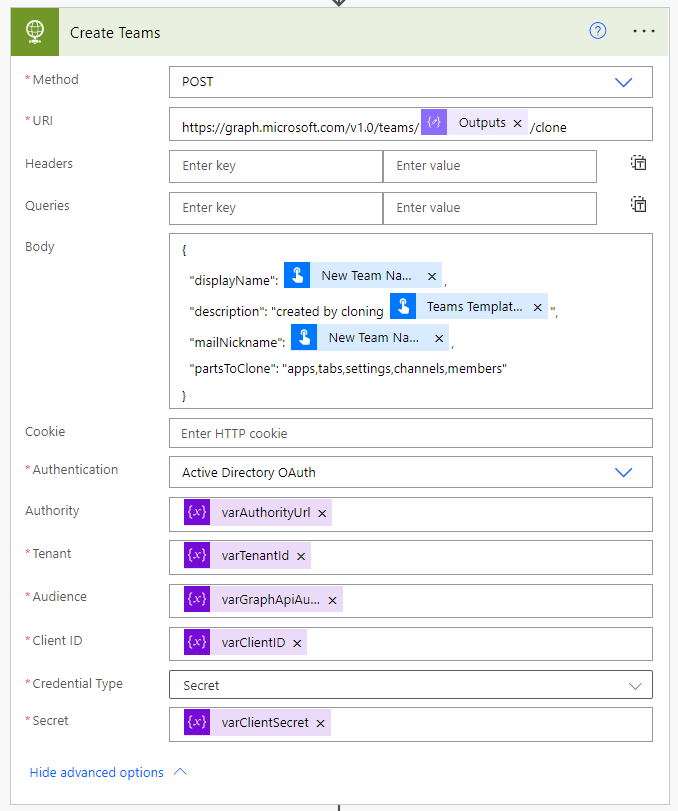 Create Teams
* Method
POST
* URI
https://graph.microsoft.com/v1.0/teams/ Outputs × /clone
Headers
Enter key
Enter value
Queries
Enter key
Enter value
Body
{
"displayName": New Team Na... × ,
"description": "created by cloning Teams Templat... × ",
"mailNickname": New Team Na... × ,
"partsToClone": "apps,tabs,settings,channels,members"
}
Cookie
Enter HTTP cookie
* Authentication
Active Directory OAuth
Authority
{x} varAuthorityUrl ×
* Tenant
{x} varTenantId ×
* Audience
{x} varGraphApiAu... ×
* Client ID
{x} varClientID ×
* Credential Type
Secret
* Secret
{x} varClientSecret ×
Hide advanced options